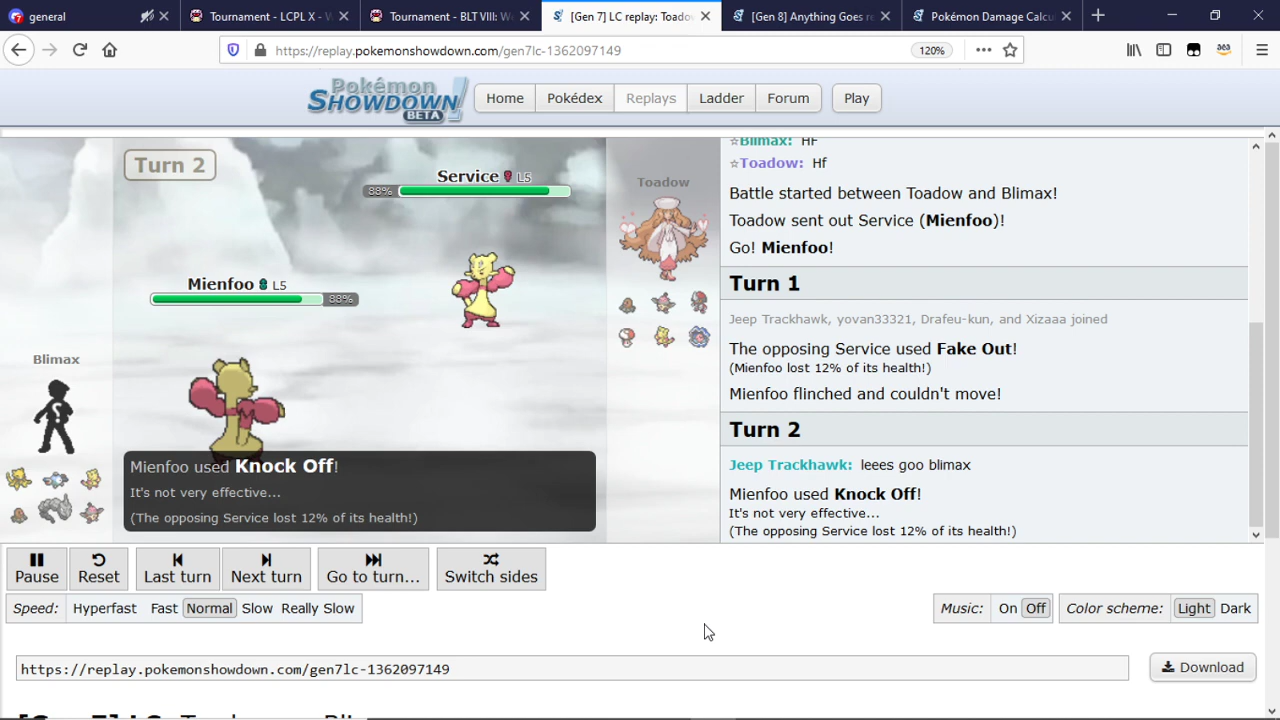 general
Tournament - LCPL X - W
Tournament - BLT VIII: We
[Gen 7] LC replay: Toado
[Gen 8] Anything Goes re
Pokémon Damage Calcu
https://replay.pokemonshowdown.com/gen7lc-1362097149
120%
Pokémon
SHOWDOWN!
BETA
Home
Pokédex
Replays
Ladder
Forum
Play
Turn 2
Service L5
88%
Mienfoo L5
88%
Toadow
Blimax
Mienfoo used Knock Off!
It's not very effective...
(The opposing Service lost 12% of its health!)
☆Blimax: HF
☆Toadow: Hf
Battle started between Toadow and Blimax!
Toadow sent out Service (Mienfoo)!
Go! Mienfoo!
Turn 1
Jeep Trackhawk, yovan33321, Drafeu-kun, and Xizaaa joined
The opposing Service used Fake Out!
(Mienfoo lost 12% of its health!)
Mienfoo flinched and couldn't move!
Turn 2
Jeep Trackhawk: leees goo blimax
Mienfoo used Knock Off!
It's not very effective...
(The opposing Service lost 12% of its health!)
Pause
Reset
Last turn
Next turn
Go to turn...
Switch sides
Speed: Hyperfast Fast Normal Slow Really Slow
Music: On Off
Color scheme: Light Dark
https://replay.pokemonshowdown.com/gen7lc-1362097149
Download